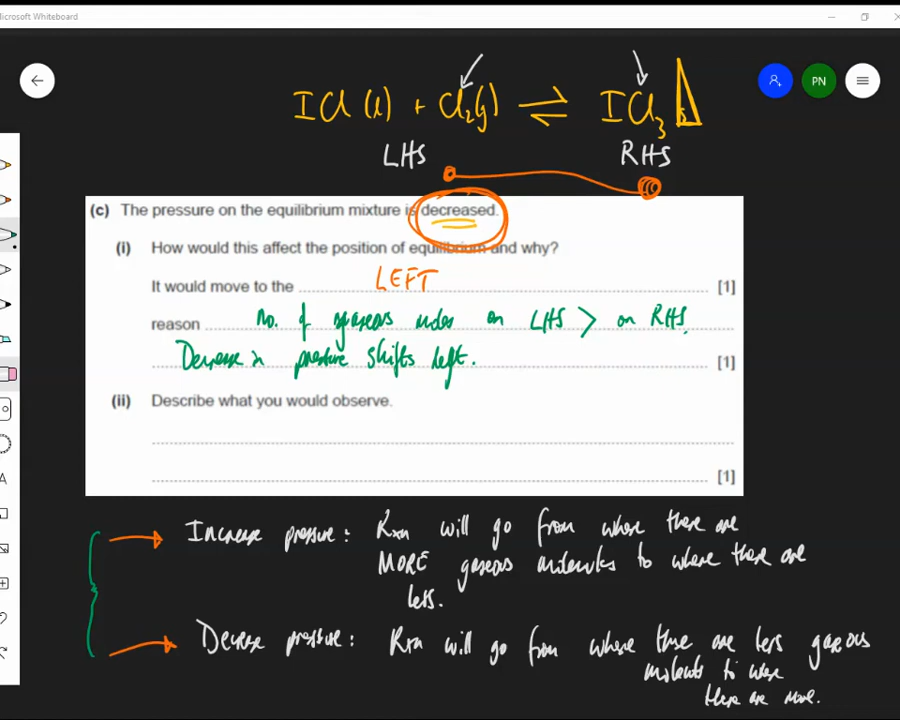 Microsoft Whiteboard
PN
ICl (l) + Cl2(g) ⇌ ICl3
LHS
RHS
(c) The pressure on the equilibrium mixture is decreased.
(i) How would this affect the position of equilibrium and why?
It would move to the LEFT [1]
reason No. of gaseous moles on LHS > on RHS.
Decrease in pressure shifts left. [1]
(ii) Describe what you would observe.
[1]
Increase pressure: Rxn will go from where there are
MORE gaseous molecules to where there are
less.
Decrease pressure: Rxn will go from where there are less gaseous
molecules to where
there are more.